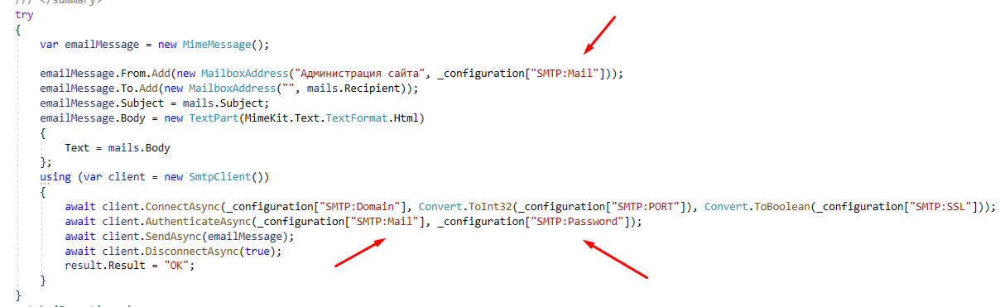 /// </summary>
try
{
var emailMessage = new MimeMessage();
emailMessage.From.Add(new MailboxAddress("Администрация сайта", _configuration["SMTP:Mail"]));
emailMessage.To.Add(new MailboxAddress("", mails.Recipient));
emailMessage.Subject = mails.Subject;
emailMessage.Body = new TextPart(MimeKit.Text.TextFormat.Html)
{
Text = mails.Body
};
using (var client = new SmtpClient())
{
await client.ConnectAsync(_configuration["SMTP:Domain"], Convert.ToInt32(_configuration["SMTP:PORT"]), Convert.ToBoolean(_configuration["SMTP:SSL"]));
await client.AuthenticateAsync(_configuration["SMTP:Mail"], _configuration["SMTP:Password"]);
await client.SendAsync(emailMessage);
await client.DisconnectAsync(true);
result.Result = "OK";
}
}